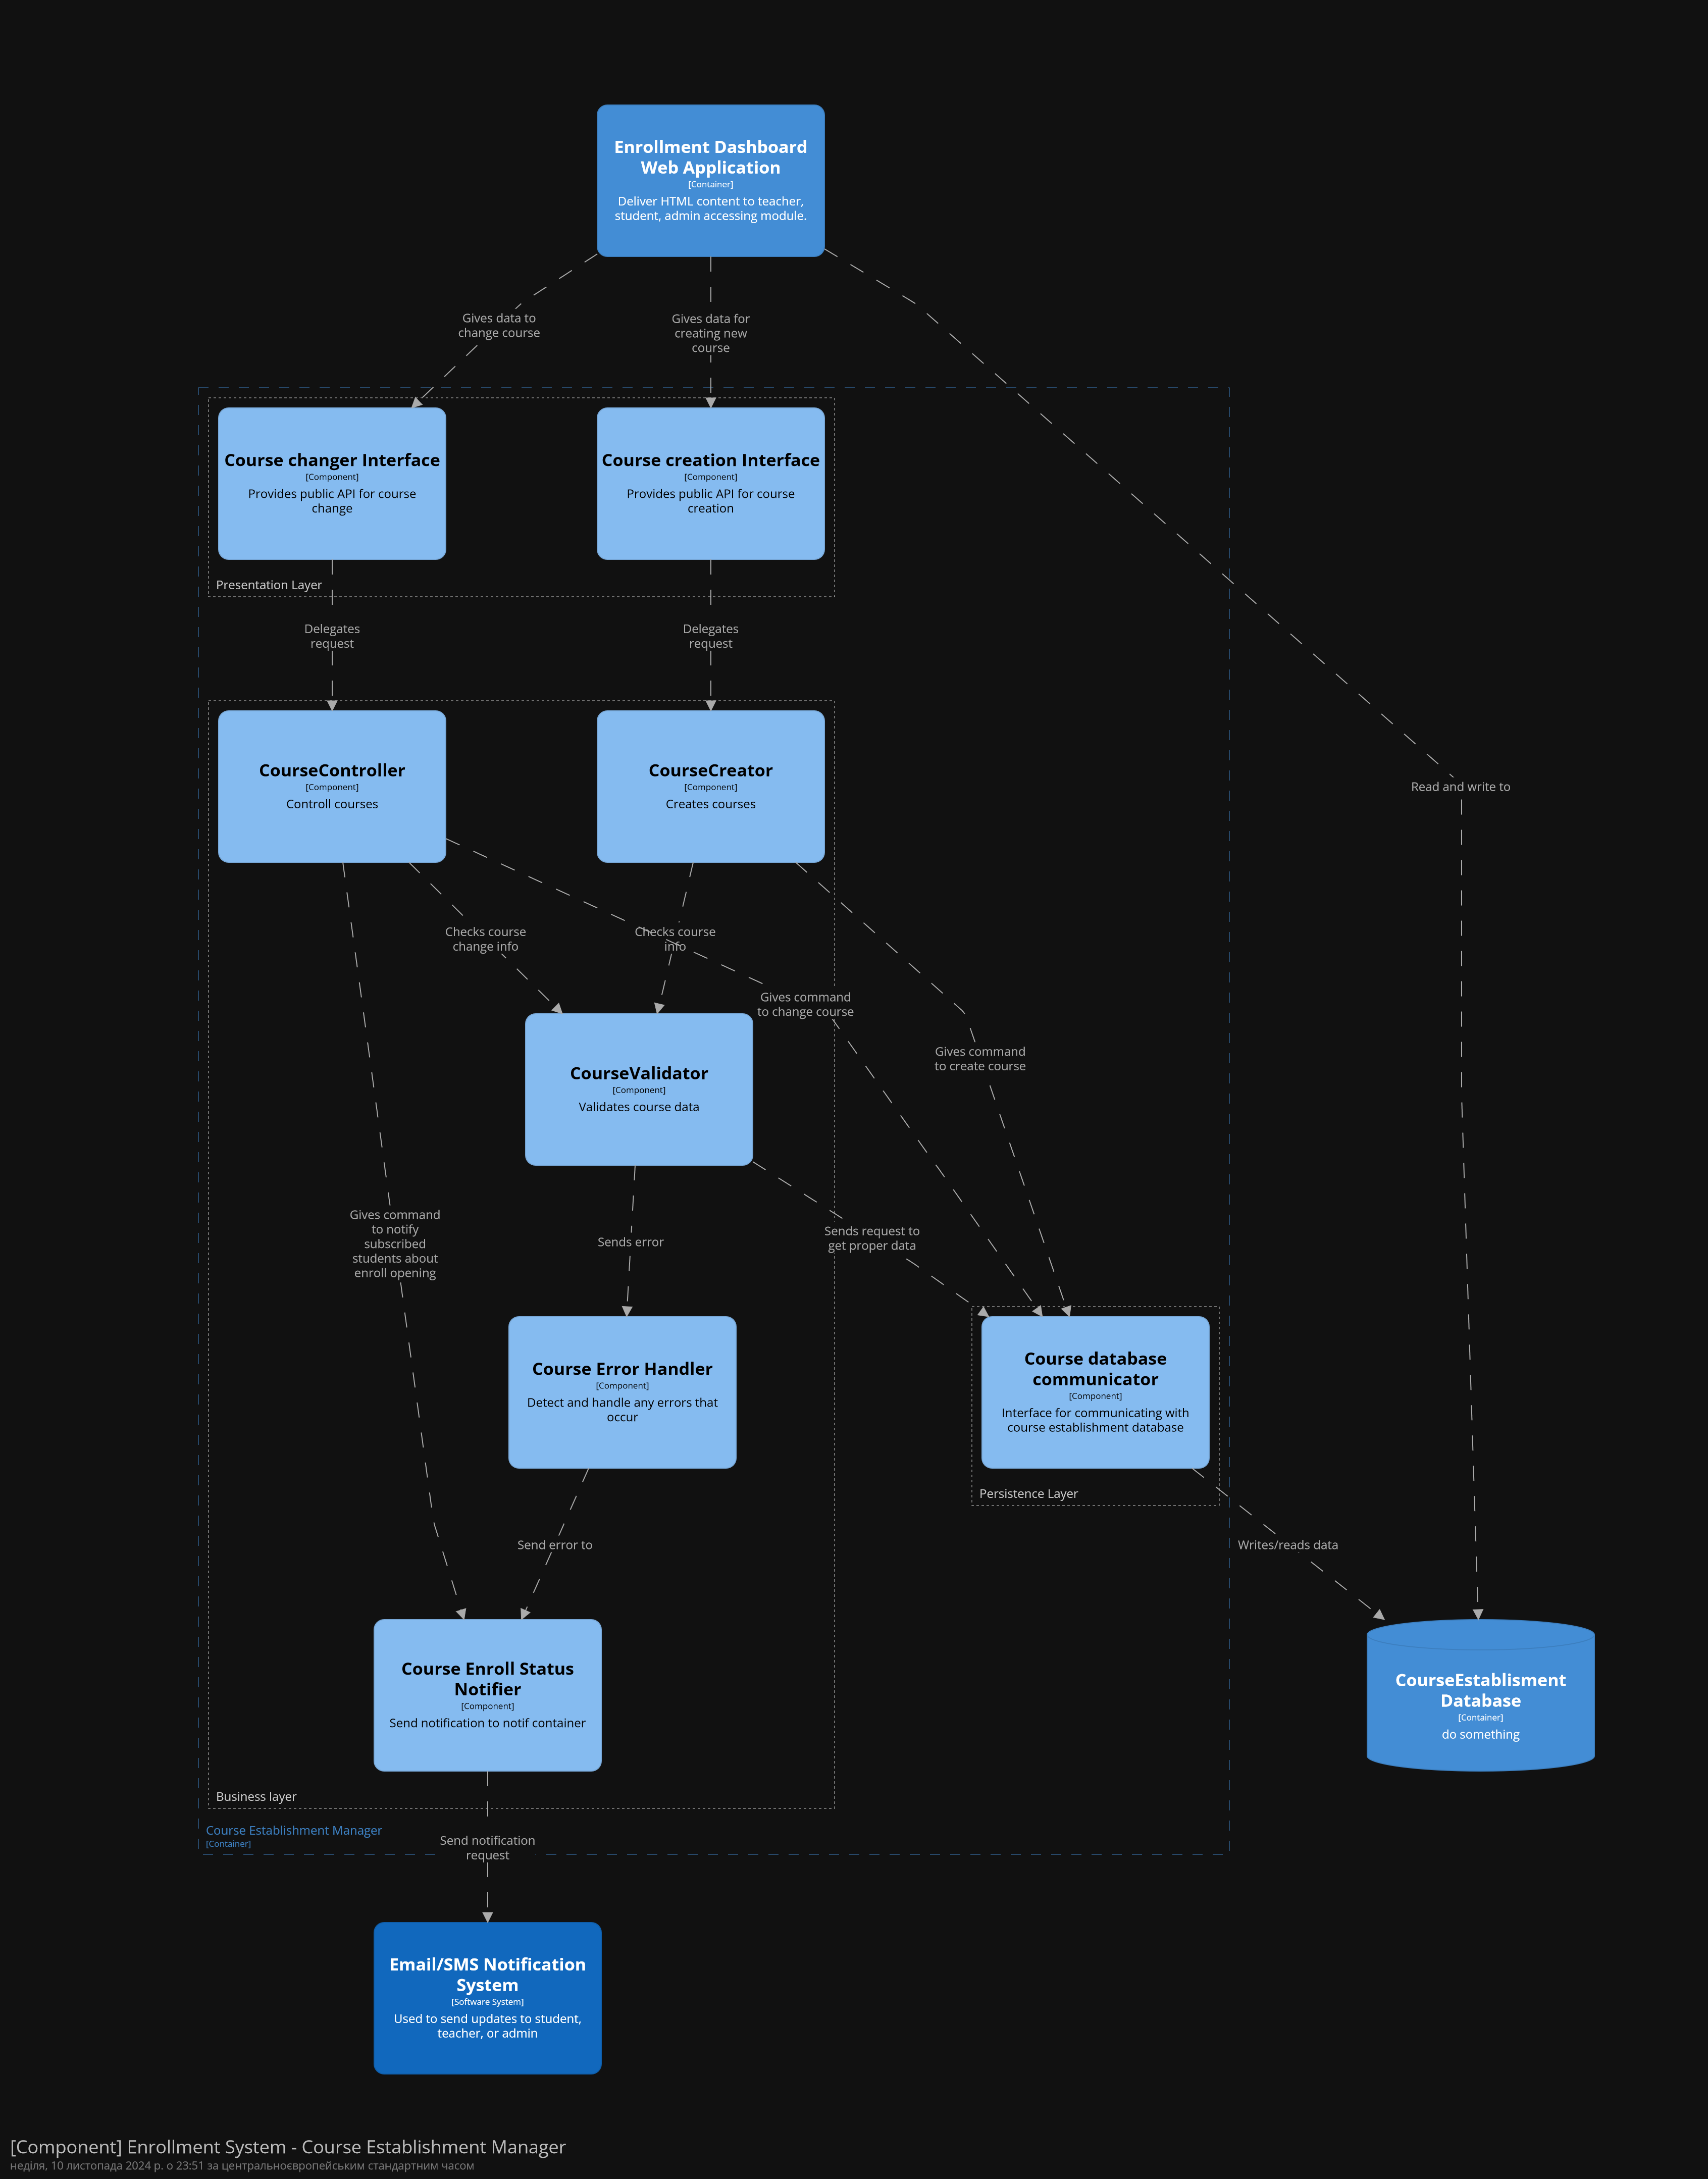 Enrollment Dashboard
Web Application
[Container]
Deliver HTML content to teacher,
student, admin accessing module.
Gives data to
change course
Gives data for
creating new
course
Course changer Interface
[Component]
Provides public API for course
change
Course creation Interface
[Component]
Provides public API for course
creation
Presentation Layer
Delegates
request
Delegates
request
CourseController
[Component]
Controll courses
CourseCreator
[Component]
Creates courses
Read and write to
Checks course
change info
Checks course
info
Gives command
to change course
Gives command
to create course
CourseValidator
[Component]
Validates course data
Gives command
to notify
subscribed
students about
enroll opening
Sends error
Sends request to
get proper data
Course Error Handler
[Component]
Detect and handle any errors that
occur
Course database
communicator
[Component]
Interface for communicating with
course establishment database
Persistence Layer
Send error to
Writes/reads data
Course Enroll Status
Notifier
[Component]
Send notification to notif container
CourseEstablisment
Database
[Container]
do something
Business layer
Course Establishment Manager
[Container]
Send notification
request
Email/SMS Notification
System
[Software System]
Used to send updates to student,
teacher, or admin
[Component] Enrollment System - Course Establishment Manager
неділя, 10 листопада 2024 р. о 23:51 за центральноєвропейським стандартним часом